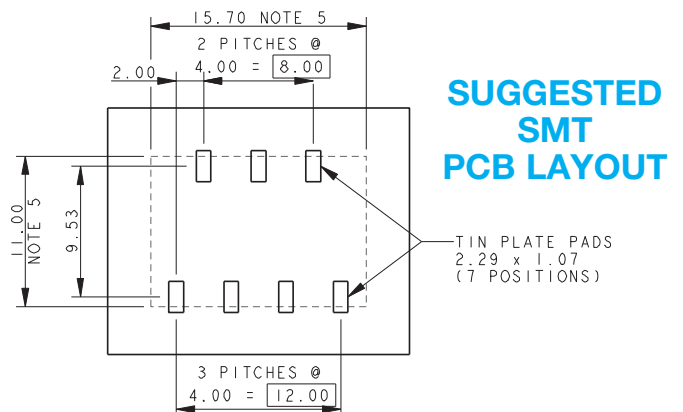 15.70 NOTE 5
2 PITCHES @
4.00 = 8.00
2.00
SUGGESTED
SMT
PCB LAYOUT
11.00
NOTE 5
9.53
TIN PLATE PADS
2.29 x 1.07
(7 POSITIONS)
3 PITCHES @
4.00 = 12.00